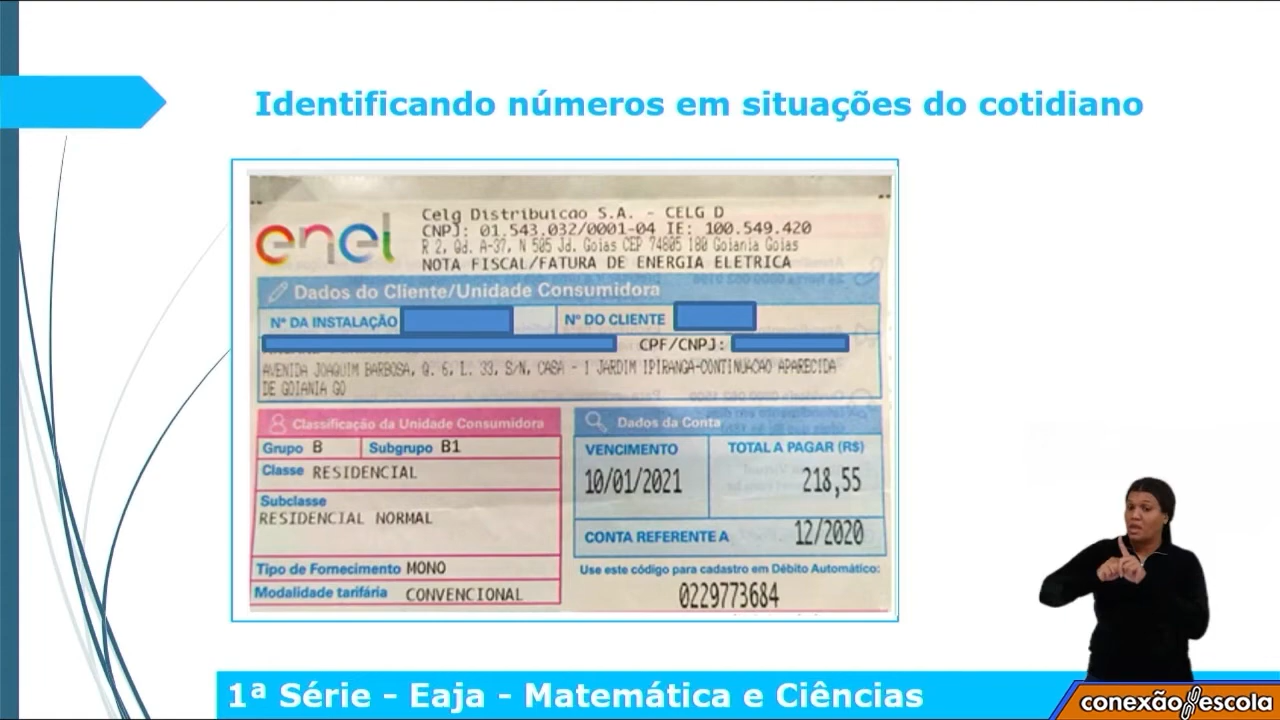 Identificando números em situações do cotidiano
enel
Celg Distribuicao S.A. - CELG D
CNPJ: 01.543.032/0001-04 IE: 100.549.420
R 2, Qd. A-37, N 505 Jd. Goias CEP 74805 180 Goiania Goias
NOTA FISCAL/FATURA DE ENERGIA ELETRICA
Dados do Cliente/Unidade Consumidora
Nº DA INSTALAÇÃO Nº DO CLIENTE
CPF/CNPJ:
AVENIDA JOAQUIM BARBOSA, Q. 6, L. 33, S/N, CASA - 1 JARDIM IPIRANGA-CONTINUACAO APARECIDA
DE GOIANIA GO
Classificação da Unidade Consumidora
Grupo B Subgrupo B1
Classe RESIDENCIAL
Subclasse
RESIDENCIAL NORMAL
Tipo de Fornecimento MONO
Modalidade tarifária CONVENCIONAL
Dados da Conta
VENCIMENTO TOTAL A PAGAR (R$)
10/01/2021 218,55
CONTA REFERENTE A 12/2020
Use este código para cadastro em Débito Automático:
0229773684
1ª Série - Eaja - Matemática e Ciências
conexão escola